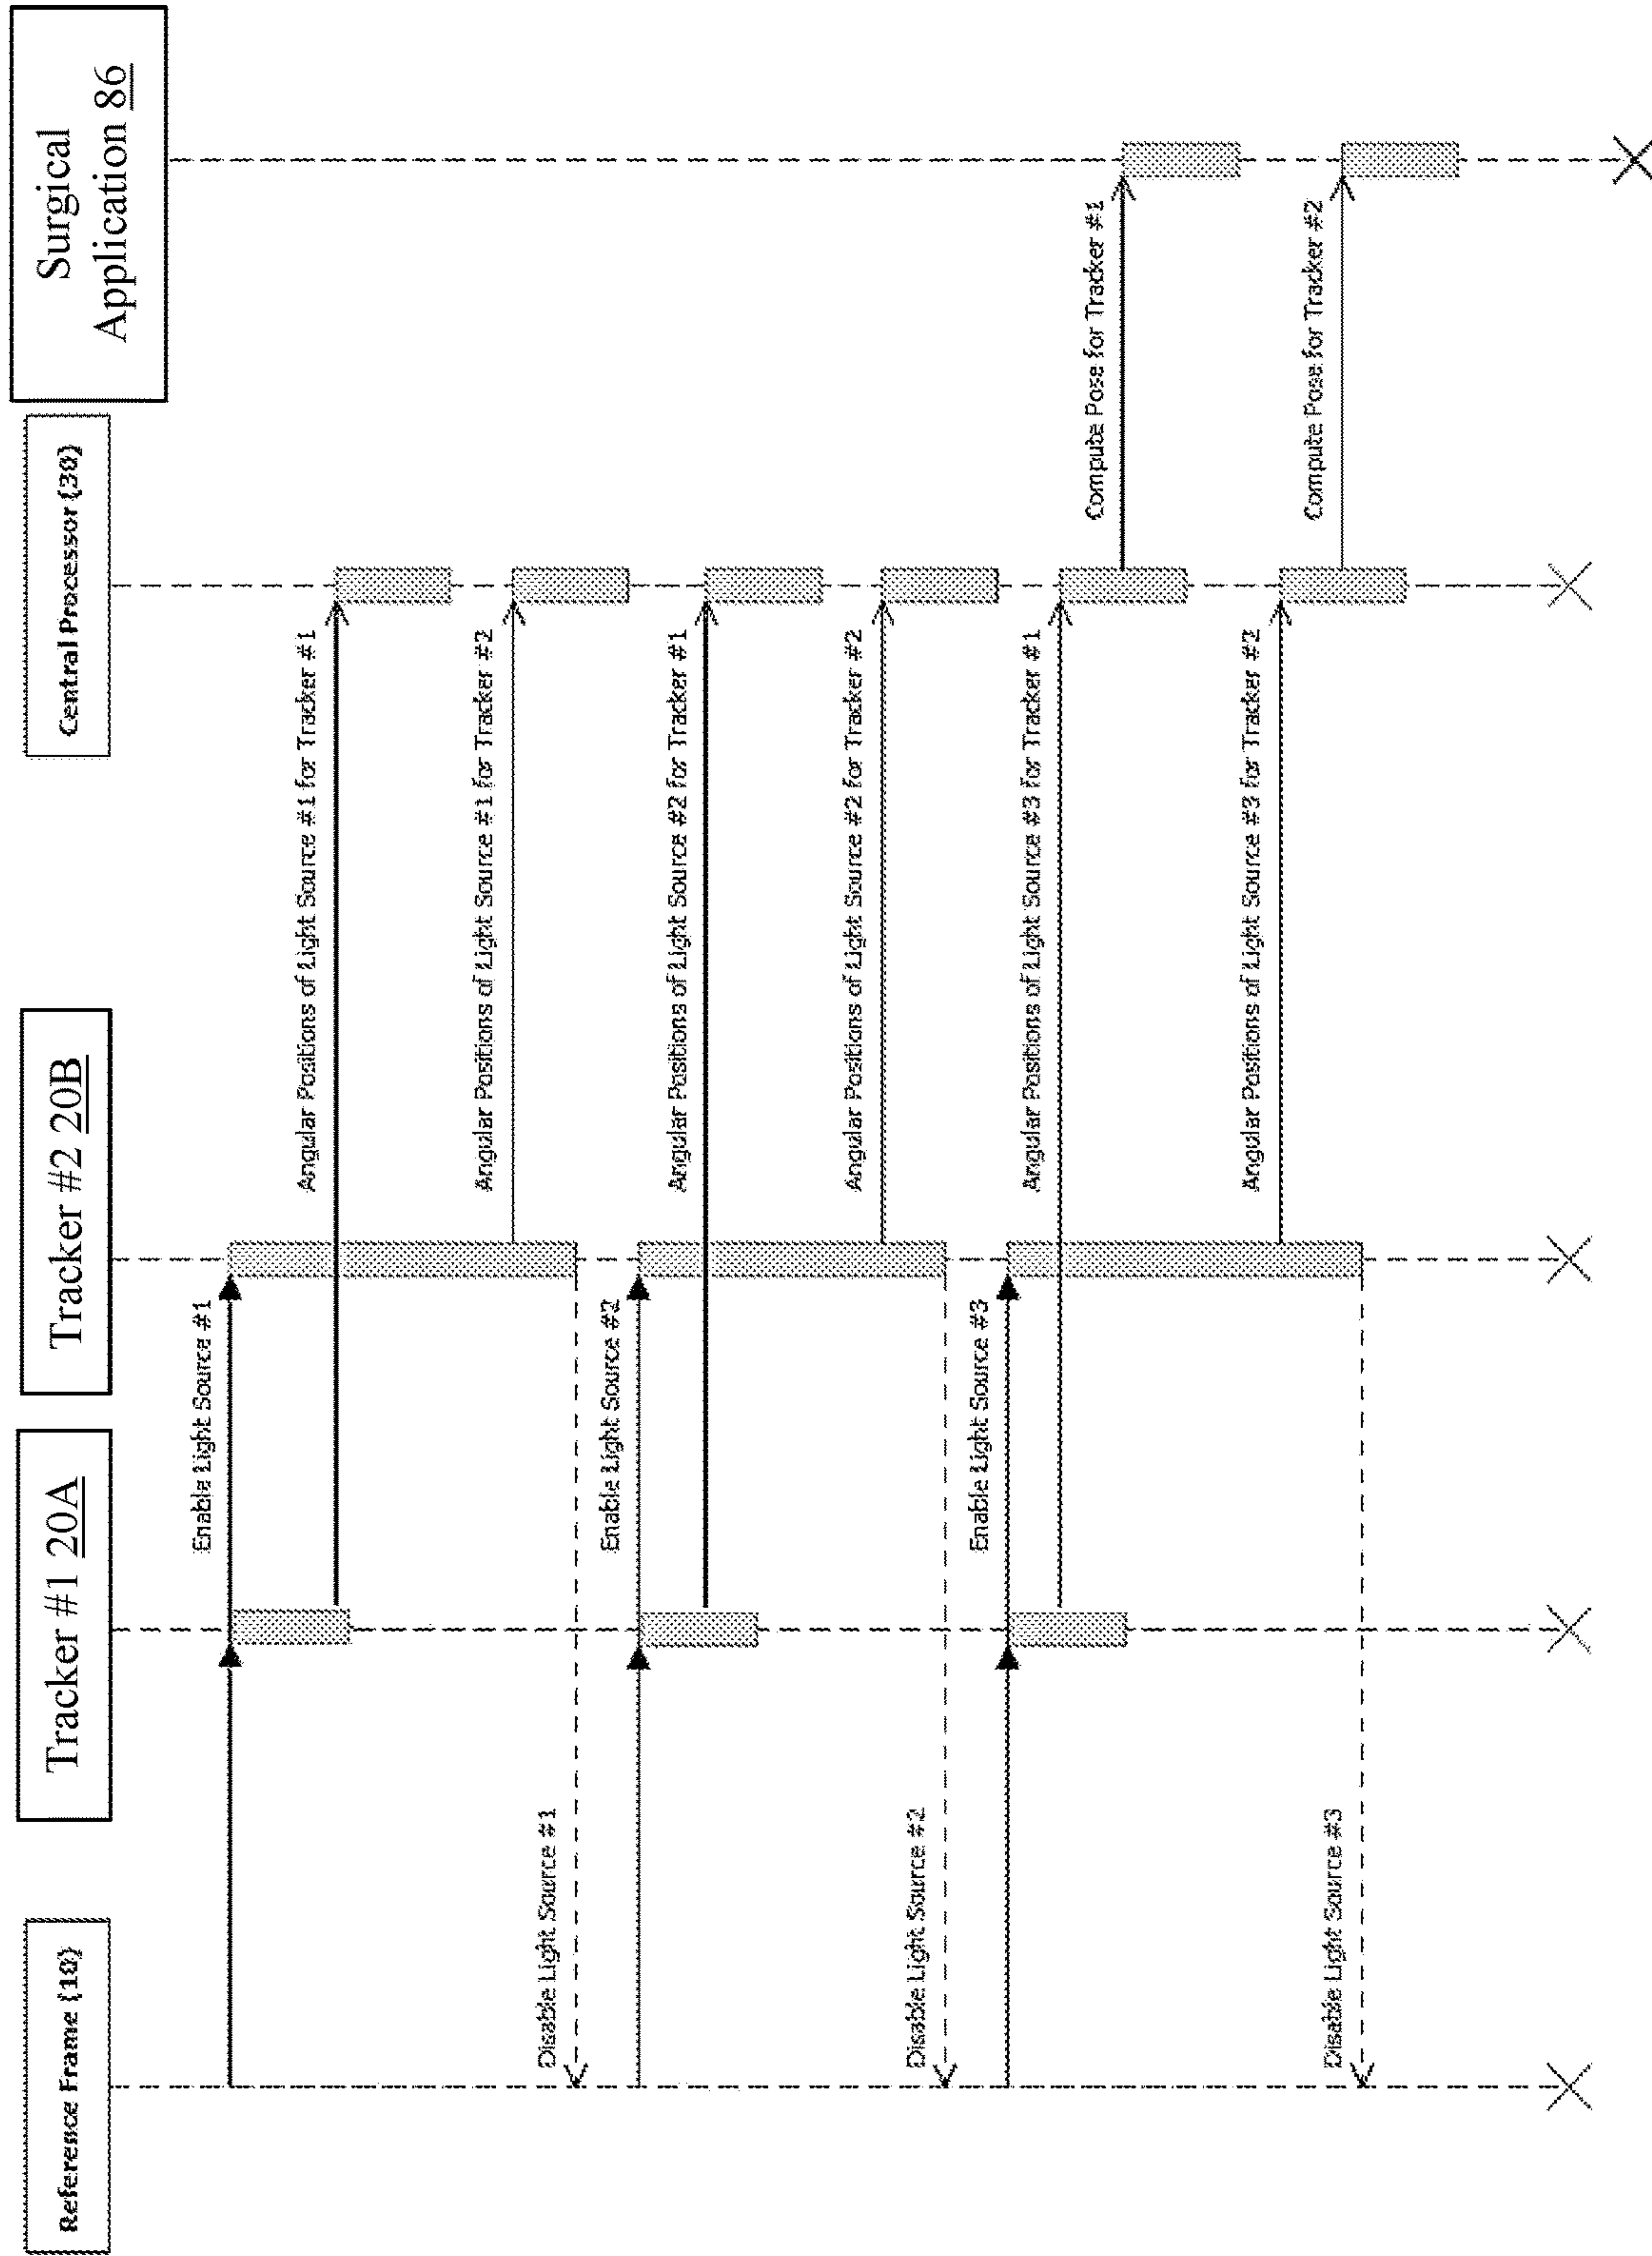 Reference Frame (10)
Tracker #1 20A
Tracker #2 20B
Central Processor (30)
Surgical
Application 86
Enable Light Source #1
Angular Positions of Light Source #1 for Tracker #1
Angular Positions of Light Source #1 for Tracker #2
Disable Light Source #1
Enable Light Source #2
Angular Positions of Light Source #2 for Tracker #1
Angular Positions of Light Source #2 for Tracker #2
Disable Light Source #2
Enable Light Source #3
Angular Positions of Light Source #3 for Tracker #1
Compute Pose for Tracker #1
Angular Positions of Light Source #3 for Tracker #2
Compute Pose for Tracker #2
Disable Light Source #3